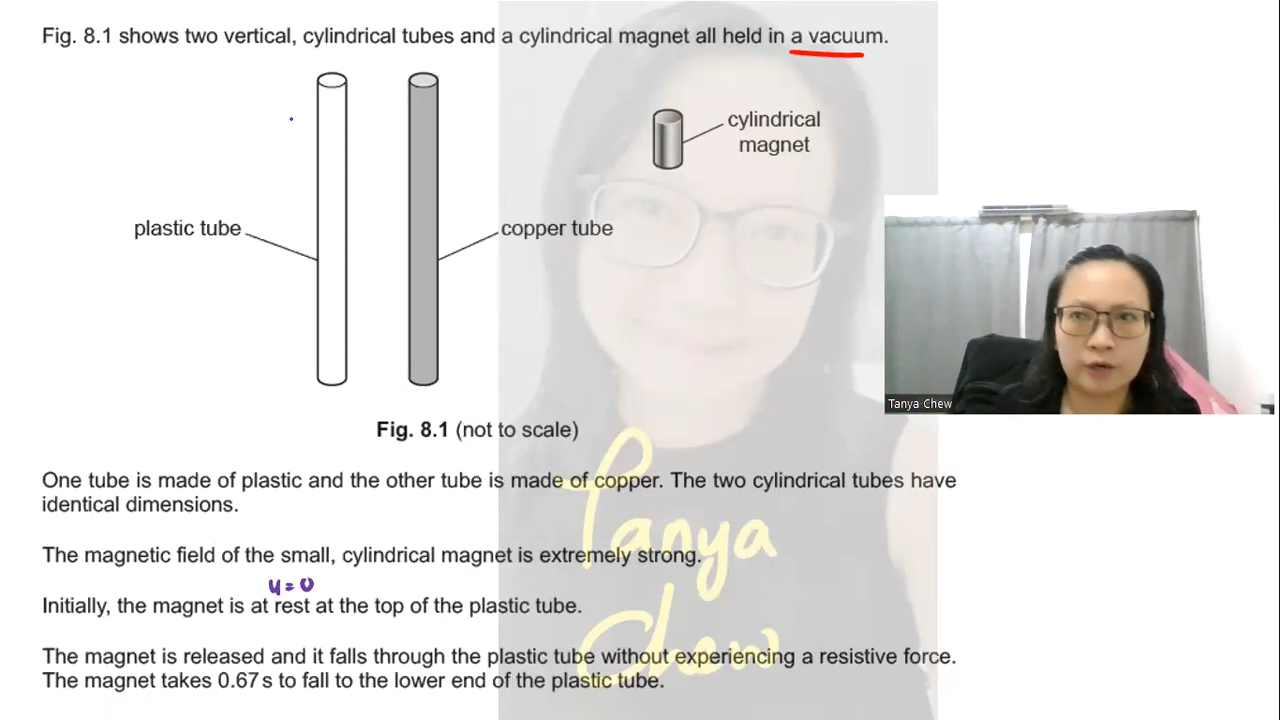 Fig. 8.1 shows two vertical, cylindrical tubes and a cylindrical magnet all held in a vacuum.
cylindrical
magnet
plastic tube
copper tube
Tanya Chew
Fig. 8.1 (not to scale)
One tube is made of plastic and the other tube is made of copper. The two cylindrical tubes have
identical dimensions.
Tanya
Chew
The magnetic field of the small, cylindrical magnet is extremely strong.
u = 0
Initially, the magnet is at rest at the top of the plastic tube.
The magnet is released and it falls through the plastic tube without experiencing a resistive force.
The magnet takes 0.67 s to fall to the lower end of the plastic tube.